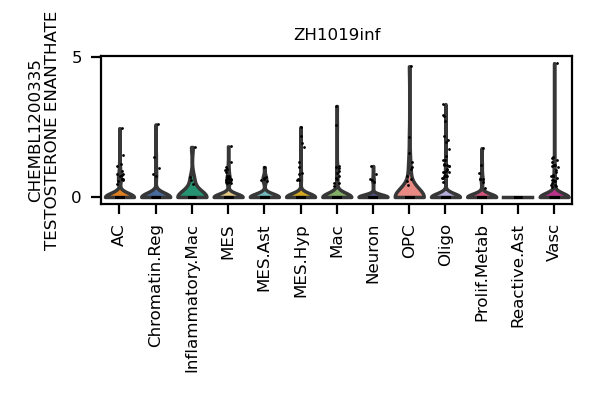 ZH1019inf
CHEMBL1200335
TESTOSTERONE ENANTHATE
5
0
AC
Chromatin.Reg
Inflammatory.Mac
MES
MES.Ast
MES.Hyp
Mac
Neuron
OPC
Oligo
Prolif.Metab
Reactive.Ast
Vasc